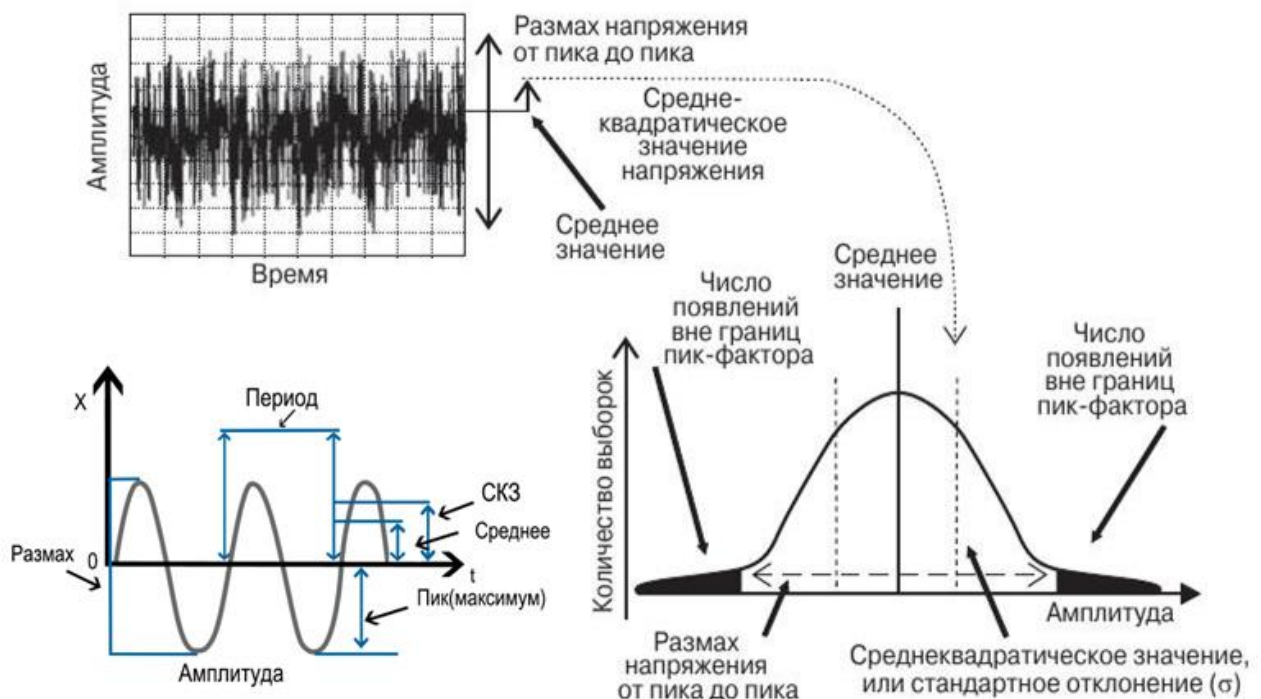 Размах напряжения
от пика до пика
Амплитуда
Средне-
квадратическое
значение
напряжения
Среднее
значение
Время
Число
появлений
вне границ
пик-фактора
Среднее
значение
Число
появлений
вне границ
пик-фактора
X
Период
СКЗ
Среднее
Размах
0
t
Пик(максимум)
Амплитуда
Количество выборок
Амплитуда
Размах
напряжения
от пика до пика
Среднеквадратическое значение,
или стандартное отклонение (σ)